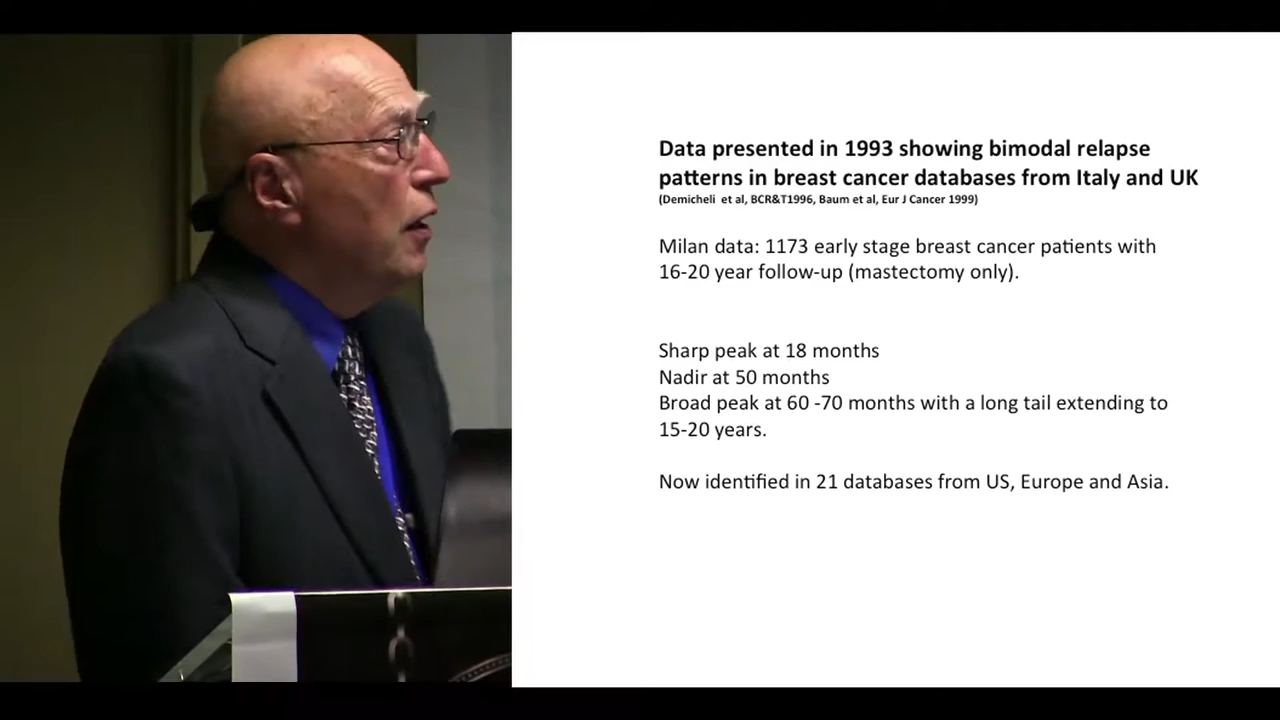 Data presented in 1993 showing bimodal relapse
patterns in breast cancer databases from Italy and UK
(Demicheli et al, BCR&T1996, Baum et al, Eur J Cancer 1999)
Milan data: 1173 early stage breast cancer patients with
16-20 year follow-up (mastectomy only).
Sharp peak at 18 months
Nadir at 50 months
Broad peak at 60 -70 months with a long tail extending to
15-20 years.
Now identified in 21 databases from US, Europe and Asia.